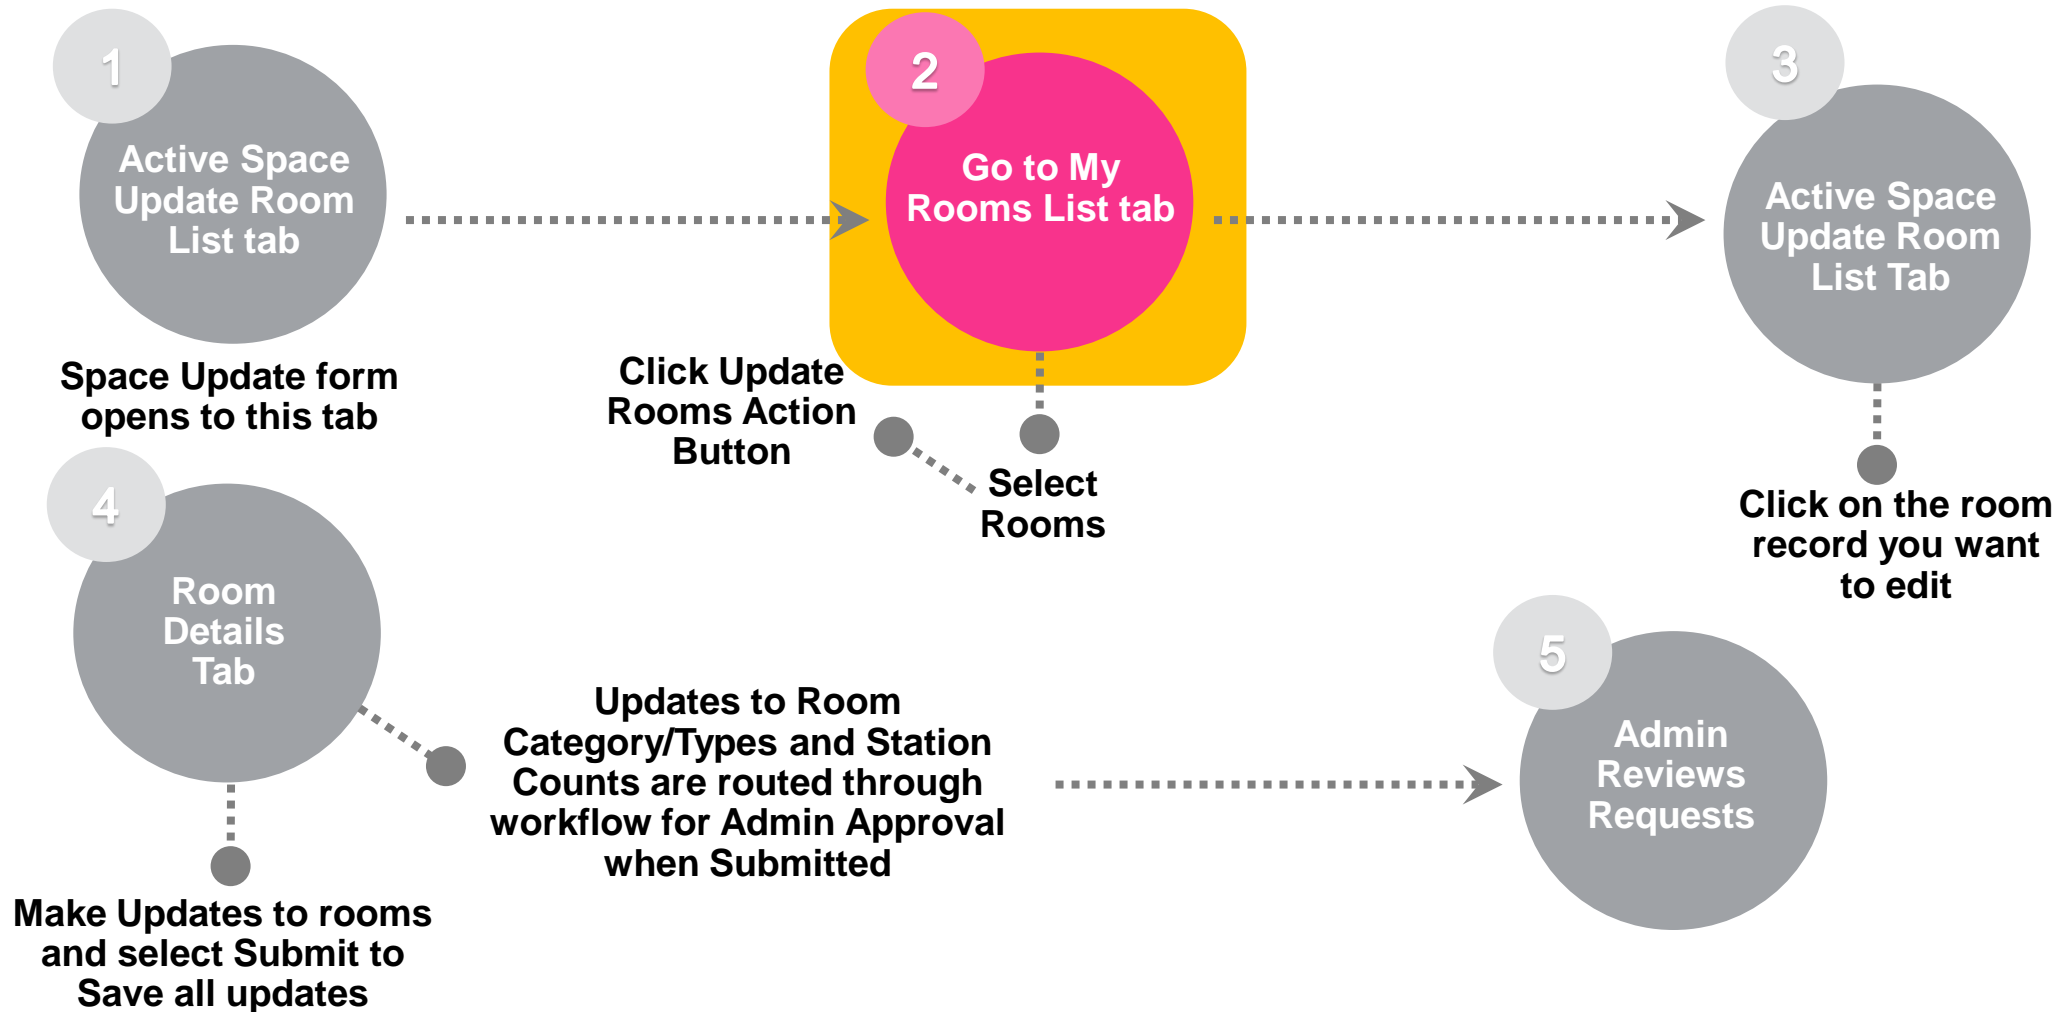 1
Active Space
Update Room
List tab
Space Update form
opens to this tab
2
Go to My
Rooms List tab
Click Update
Rooms Action
Button
Select
Rooms
3
Active Space
Update Room
List Tab
Click on the room
record you want
to edit
4
Room
Details
Tab
Make Updates to rooms
and select Submit to
Save all updates
Updates to Room
Category/Types and Station
Counts are routed through
workflow for Admin Approval
when Submitted
5
Admin
Reviews
Requests